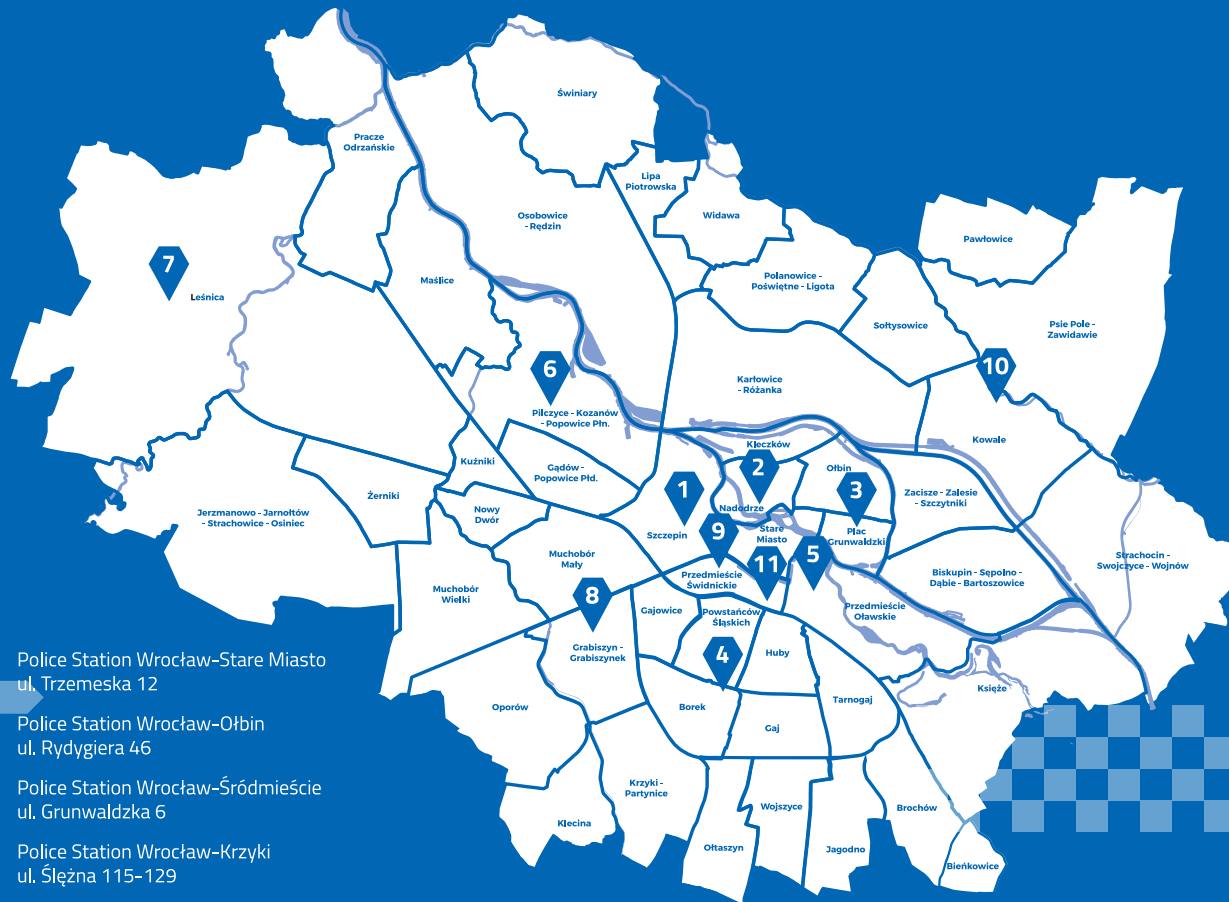 Świniary
Pracze
Odrzańskie
Lipa
Piotrowska
Osobowice
- Rędzin
Widawa
Pawłowice
7
Leśnica
Maślice
Polanowice -
Poświętne - Ligota
Sołtysowice
Psie Pole -
Zawidawie
6
10
Karłowice
- Różanka
Pilczyce - Kozanów
- Popowice Płn.
Kleczków
Kowale
Kuźniki
Gądów -
Popowice Płd.
2
Ołbin
3
1
Zacisze - Zalesie
- Szczytniki
Żerniki
Jerzmanowo - Jarnołtów
- Strachowice - Osiniec
Nowy
Dwór
Nadodrze
Szczepin
9
Stare
Miasto
Plac
Grunwaldzki
Muchobór
Mały
11
5
Strachocin -
Swojczyce - Wojnów
Przedmieście
Świdnickie
Biskupin - Sępolno -
Dąbie - Bartoszowice
Muchobór
Wielki
8
Gajowice
Powstańców
Śląskich
Przedmieście
Oławskie
Grabiszyn -
Grabiszynek
4
Huby
Księże
Oporów
Borek
Tarnogaj
Gaj
Krzyki -
Partynice
Wojszyce
Brochów
Klecina
Ołtaszyn
Jagodno
Bieńkowice
Police Station Wrocław-Stare Miasto
ul. Trzemeska 12
Police Station Wrocław-Ołbin
ul. Rydygiera 46
Police Station Wrocław-Śródmieście
ul. Grunwaldzka 6
Police Station Wrocław-Krzyki
ul. Ślężna 115-129